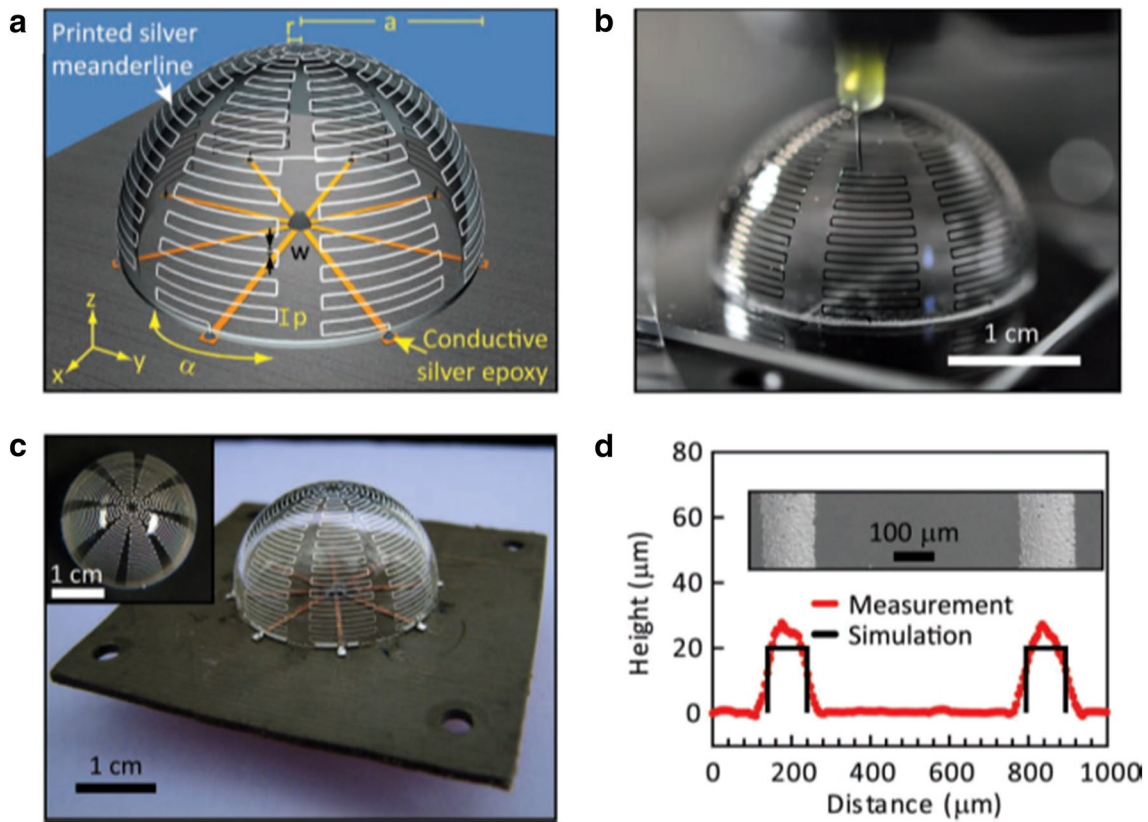 a
Printed silver
meanderline
r
a
w
Ip
Conductive
silver epoxy
z
y
x
α
b
1 cm
c
1 cm
1 cm
d
80
60
40
20
0
Height (μm)
100 μm
Measurement
Simulation
0 200 400 600 800 1000
Distance (μm)